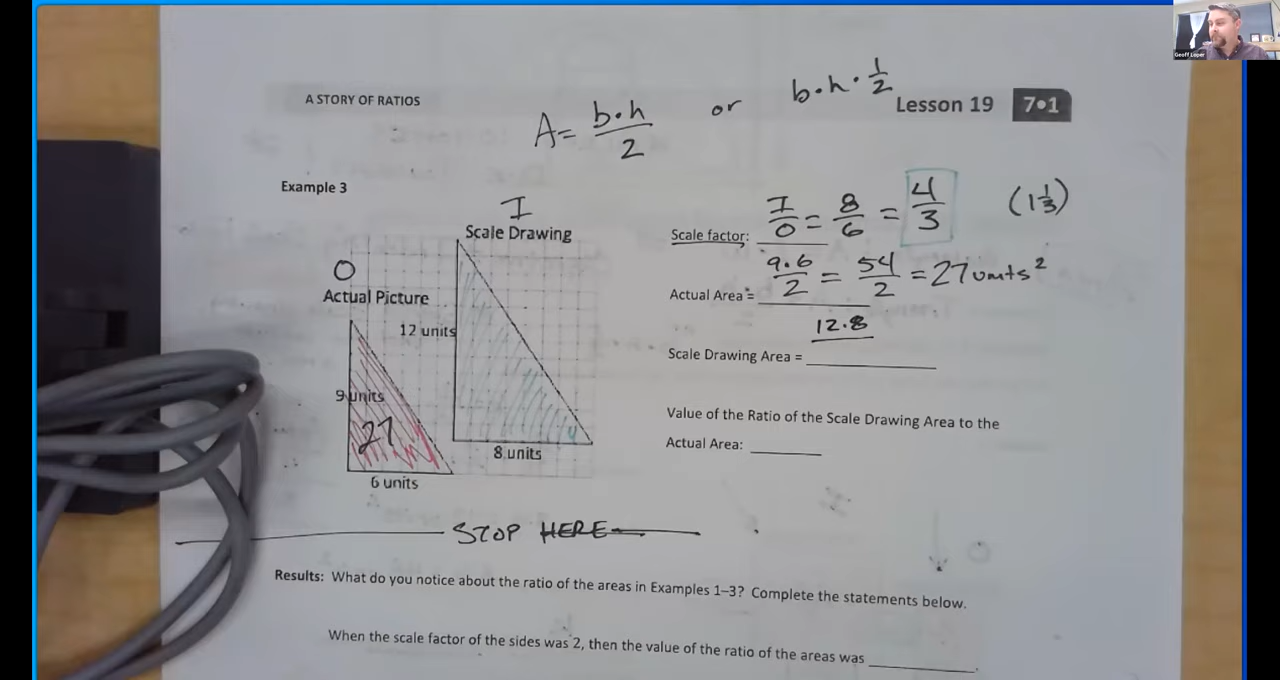 Geoff Loper
A STORY OF RATIOS
A = b·h / 2 or b·h·1/2
Lesson 19 7•1
Example 3
I
Scale Drawing
O
Actual Picture
12 units
9 units
27
8 units
6 units
I/O = 8/6 = 4/3 (1 1/3)
Scale factor:
9.6/2 = 54/2 = 27 units²
Actual Area =
12.8
Scale Drawing Area =
Value of the Ratio of the Scale Drawing Area to the
Actual Area:
STOP HERE
Results: What do you notice about the ratio of the areas in Examples 1–3? Complete the statements below.
When the scale factor of the sides was 2, then the value of the ratio of the areas was